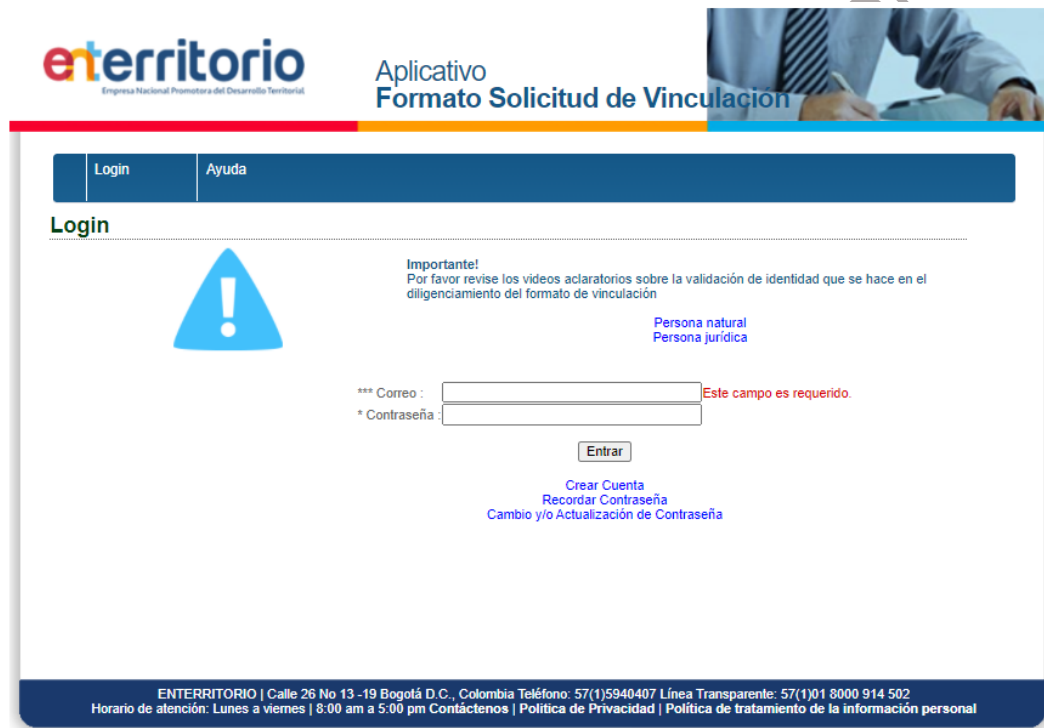 enterritorio
Empresa Nacional Promotora del Desarrollo Territorial
Aplicativo
Formato Solicitud de Vinculación
Login
Ayuda
Login
Importante!
Por favor revise los videos aclaratorios sobre la validación de identidad que se hace en el
diligenciamiento del formato de vinculación
Persona natural
Persona jurídica
*** Correo :
Este campo es requerido.
* Contraseña :
Entrar
Crear Cuenta
Recordar Contraseña
Cambio y/o Actualización de Contraseña
ENTERRITORIO | Calle 26 No 13 -19 Bogotá D.C., Colombia Teléfono: 57(1)5940407 Línea Transparente: 57(1)01 8000 914 502
Horario de atención: Lunes a viernes | 8:00 am a 5:00 pm Contáctenos | Politica de Privacidad | Política de tratamiento de la información personal